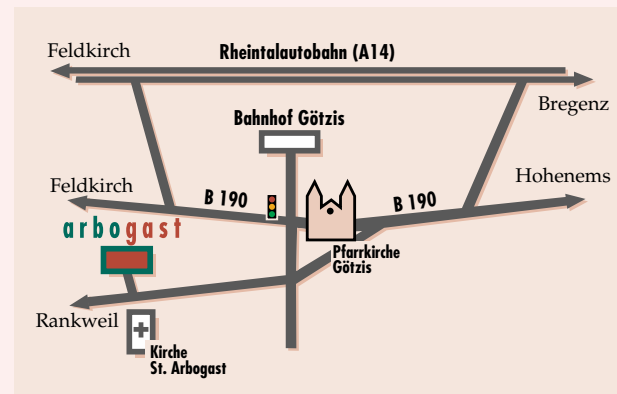 Feldkirch
Rheintalautobahn (A14)
Bregenz
Bahnhof Götzis
Hohenems
Feldkirch
B 190
B 190
arbogast
Pfarrkirche
Götzis
Rankweil
Kirche
St. Arbogast